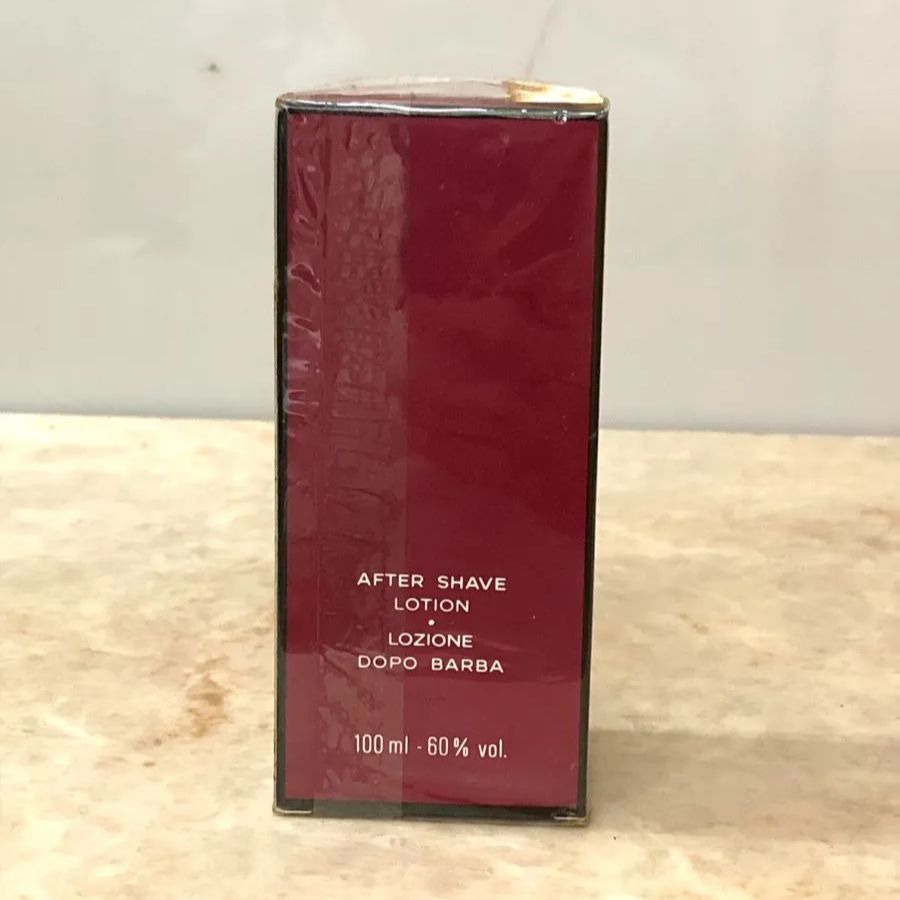 AFTER SHAVE
LOTION
•
LOZIONE
DOPO BARBA
100 ml - 60% vol.